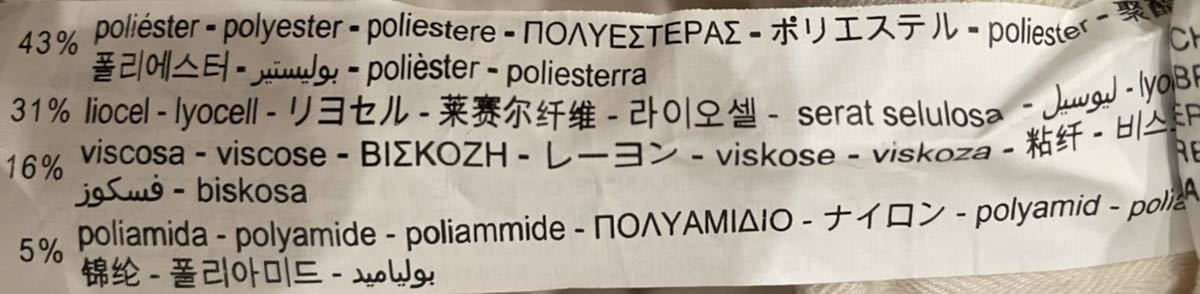 43% poliéster - polyester - poliestere - ΠΟΛΥΕΣΤΕΡΑΣ - ポリエステル - poliester -
폴리에스터 - بوليستير - polièster - poliesterra
31% liocel - lyocell - リヨセル - 莱赛尔纤维 - 라이오셀 - serat selulosa - ليوسيل -
16% viscosa - viscose - ΒΙΣΚΟΖΗ - レーヨン - viskose - viskoza - 粘纤 -
فسكوز - biskosa
5% poliamida - polyamide - poliammide - ΠΟΛΥΑΜΙΔΙΟ - ナイロン - polyamid -
锦纶 - 폴리아미드 - بولياميد